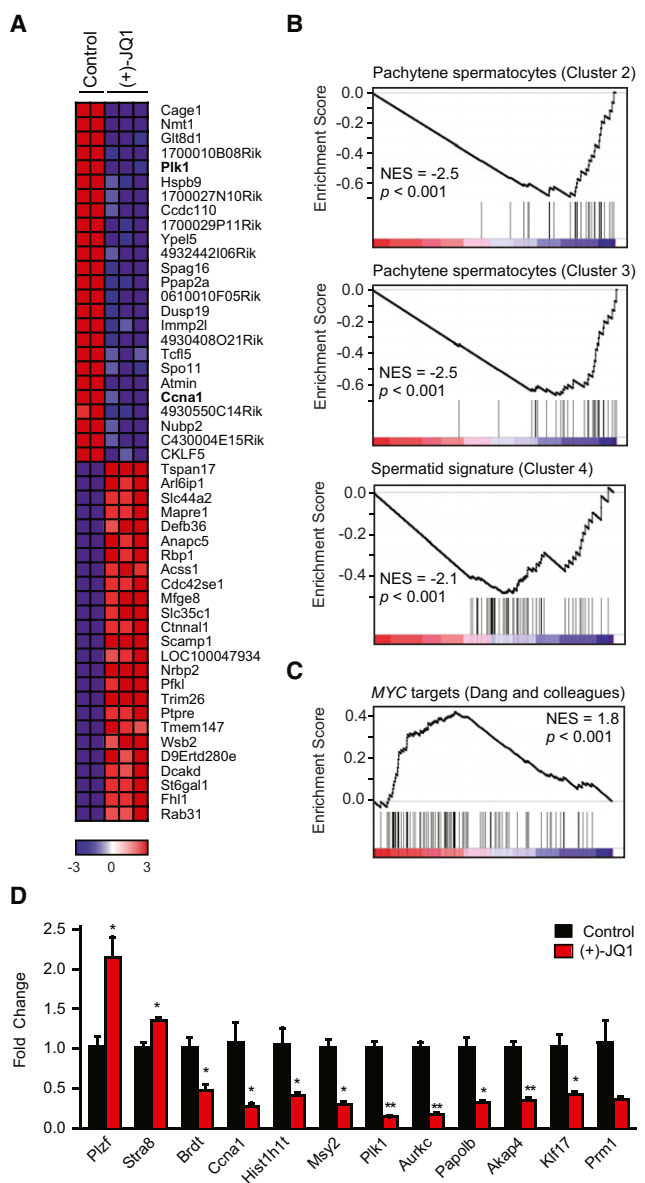 A
Control
(+)-JQ1
Cage1
Nmt1
Glt8d1
1700010B08Rik
Plk1
Hspb9
1700027N10Rik
Ccdc110
1700029P11Rik
Ypel5
4932442I06Rik
Spag16
Ppap2a
0610010F05Rik
Dusp19
Immp2l
4930408O21Rik
Tcfl5
Spo11
Atmin
Ccna1
4930550C14Rik
Nubp2
C430004E15Rik
CKLF5
Tspan17
Arl6ip1
Slc44a2
Mapre1
Defb36
Anapc5
Rbp1
Acss1
Cdc42se1
Mfge8
Slc35c1
Ctnnal1
Scamp1
LOC100047934
Nrbp2
Pfkl
Trim26
Ptpre
Tmem147
Wsb2
D9Ertd280e
Dcakd
St6gal1
Fhl1
Rab31
-3 0 3
B
Pachytene spermatocytes (Cluster 2)
Enrichment Score
0.0
-0.2
-0.4
-0.6
NES = -2.5
p < 0.001
Pachytene spermatocytes (Cluster 3)
Enrichment Score
0.0
-0.2
-0.4
-0.6
NES = -2.5
p < 0.001
Spermatid signature (Cluster 4)
Enrichment Score
0.0
-0.2
-0.4
NES = -2.1
p < 0.001
C
MYC targets (Dang and colleagues)
Enrichment Score
0.4
0.2
0.0
NES = 1.8
p < 0.001
D
Fold Change
2.5
2.0
1.5
1.0
0.5
0.0
Control
(+)-JQ1
* * * * * * ** ** * ** *
Plzf
Stra8
Brdt
Ccna1
Hist1h1t
Msy2
Plk1
Aurkc
Papolb
Akap4
Klf17
Prm1